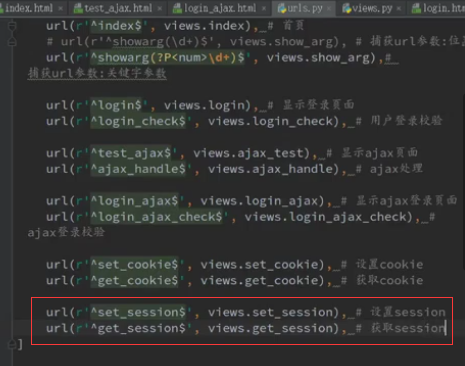 index.html test_ajax.html login_ajax.html urls.py views.py login.html
url(r'^index$', views.index), # 首页
# url(r'^showarg(\d+)$', views.show_arg), # 捕获url参数:位
url(r'^showarg(?P<num>\d+)$', views.show_arg),#
捕获url参数:关键字参数
url(r'^login$', views.login), # 显示登录页面
url(r'^login_check$', views.login_check), # 用户登录校验
url(r'^test_ajax$', views.ajax_test), # 显示ajax页面
url(r'^ajax_handle$', views.ajax_handle), # ajax处理
url(r'^login_ajax$', views.login_ajax), # 显示ajax登录页面
url(r'^login_ajax_check$', views.login_ajax_check), #
ajax登录校验
url(r'^set_cookie$', views.set_cookie), # 设置cookie
url(r'^get_cookie$', views.get_cookie), # 获取cookie
url(r'^set_session$', views.set_session), # 设置session
url(r'^get_session$', views.get_session), # 获取session
]